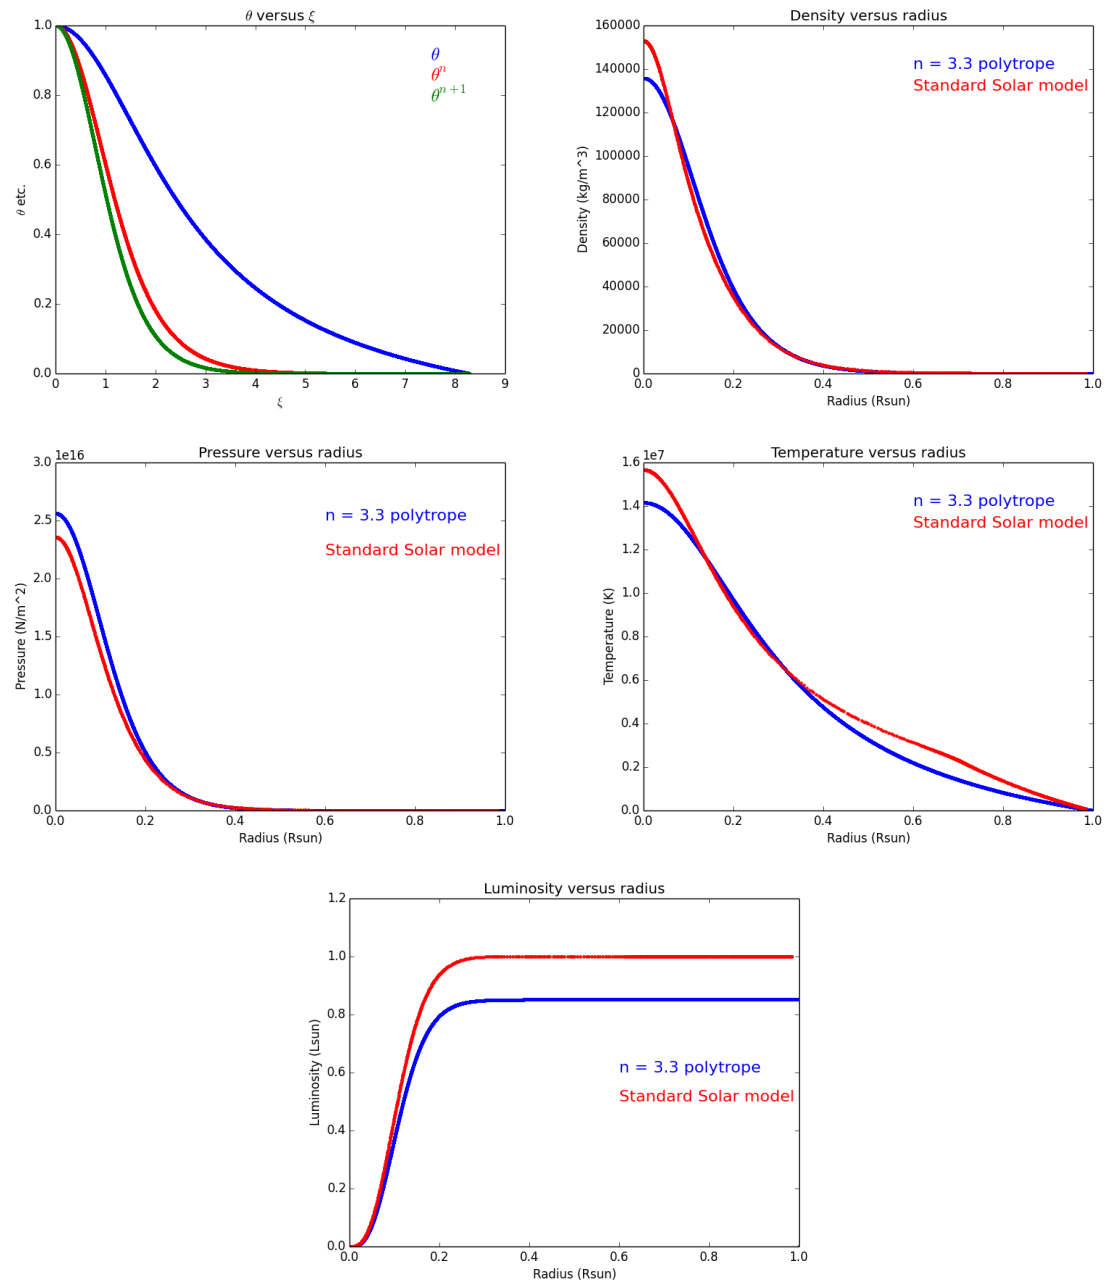 θ versus ξ
θ
θ^n
θ^{n+1}
θ etc.
1.0
0.8
0.6
0.4
0.2
0.0
0 1 2 3 4 5 6 7 8 9
ξ
Density versus radius
n = 3.3 polytrope
Standard Solar model
Density (kg/m^3)
160000
140000
120000
100000
80000
60000
40000
20000
0
0.0 0.2 0.4 0.6 0.8 1.0
Radius (Rsun)
Pressure versus radius
1e16
n = 3.3 polytrope
Standard Solar model
Pressure (N/m^2)
3.0
2.5
2.0
1.5
1.0
0.5
0.0
0.0 0.2 0.4 0.6 0.8 1.0
Radius (Rsun)
Temperature versus radius
1e7
n = 3.3 polytrope
Standard Solar model
Temperature (K)
1.6
1.4
1.2
1.0
0.8
0.6
0.4
0.2
0.0
0.0 0.2 0.4 0.6 0.8 1.0
Radius (Rsun)
Luminosity versus radius
n = 3.3 polytrope
Standard Solar model
Luminosity (Lsun)
1.2
1.0
0.8
0.6
0.4
0.2
0.0
0.0 0.2 0.4 0.6 0.8 1.0
Radius (Rsun)